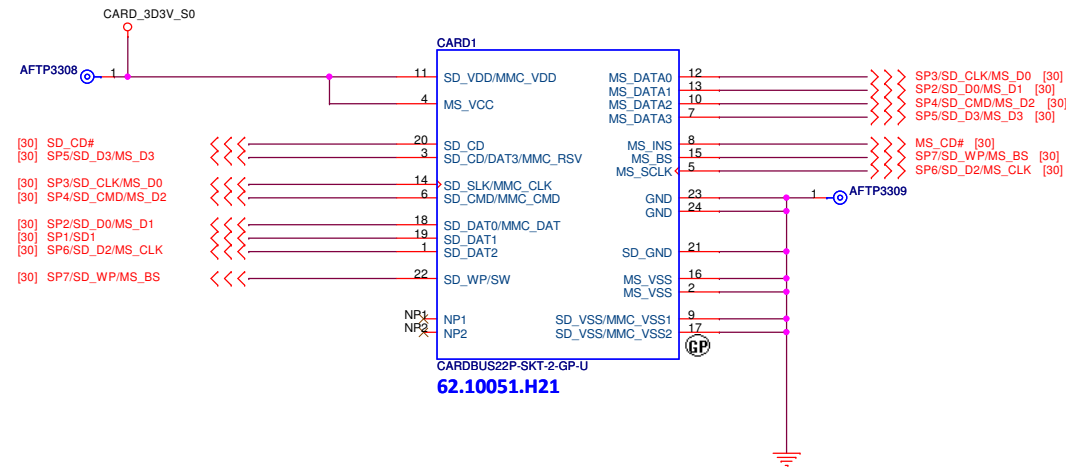 CARD_3D3V_S0
AFTP3308 1
CARD1
11 SD_VDD/MMC_VDD
4 MS_VCC
[30] SD_CD# 20 SD_CD
[30] SP5/SD_D3/MS_D3 3 SD_CD/DAT3/MMC_RSV
[30] SP3/SD_CLK/MS_D0 14 SD_SLK/MMC_CLK
[30] SP4/SD_CMD/MS_D2 6 SD_CMD/MMC_CMD
[30] SP2/SD_D0/MS_D1 18 SD_DAT0/MMC_DAT
[30] SP1/SD1 19 SD_DAT1
[30] SP6/SD_D2/MS_CLK 1 SD_DAT2
[30] SP7/SD_WP/MS_BS 22 SD_WP/SW
NP1 NP1
NP2 NP2
MS_DATA0 12 SP3/SD_CLK/MS_D0 [30]
MS_DATA1 13 SP2/SD_D0/MS_D1 [30]
MS_DATA2 10 SP4/SD_CMD/MS_D2 [30]
MS_DATA3 7 SP5/SD_D3/MS_D3 [30]
MS_INS 8 MS_CD# [30]
MS_BS 15 SP7/SD_WP/MS_BS [30]
MS_SCLK 5 SP6/SD_D2/MS_CLK [30]
GND 23 1 AFTP3309
GND 24
SD_GND 21
MS_VSS 16
MS_VSS 2
SD_VSS/MMC_VSS1 9
SD_VSS/MMC_VSS2 17
GP
CARDBUS22P-SKT-2-GP-U
62.10051.H21